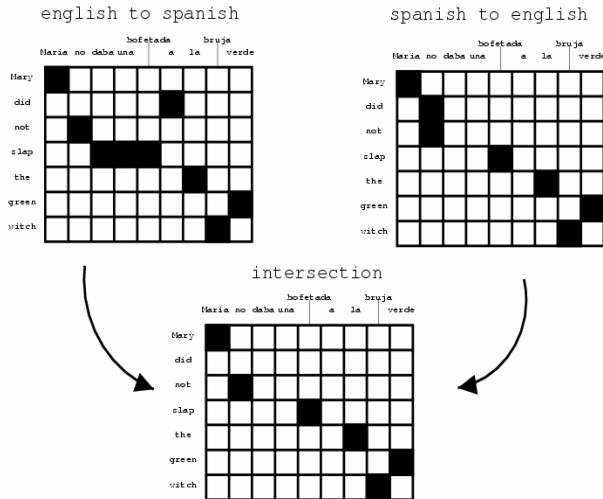 english to spanish
bofetada bruja
Maria no daba una a la verde
Mary
did
not
slap
the
green
witch
spanish to english
bofetada bruja
Maria no daba una a la verde
Mary
did
not
slap
the
green
witch
intersection
bofetada bruja
Maria no daba una a la verde
Mary
did
not
slap
the
green
witch